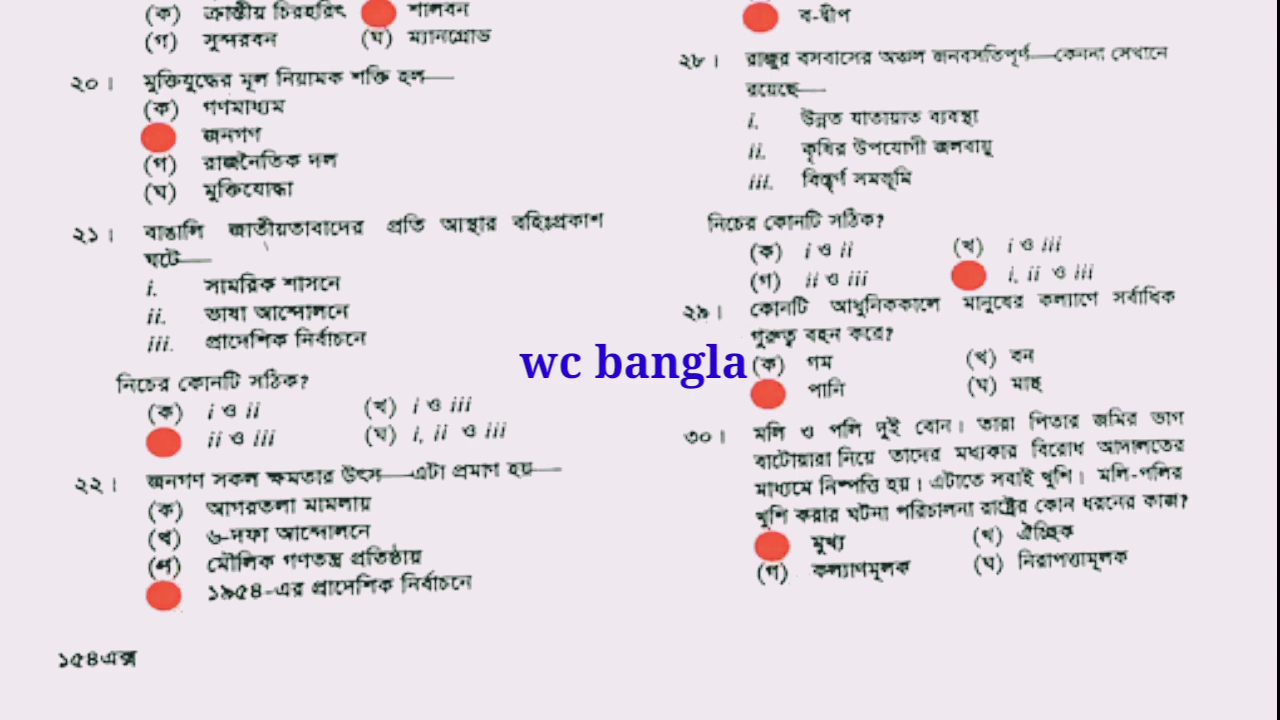 (ক) ক্রান্তীয় চিরহরিৎ শালবন
(গ) সুন্দরবন (ঘ) ম্যানগ্রোভ
২০। মুক্তিযুদ্ধের মূল নিয়ামক শক্তি হল—
(ক) গণমাধ্যম
জনগণ
(গ) রাজনৈতিক দল
(ঘ) মুক্তিযোদ্ধা
২১। বাঙালি জাতীয়তাবাদের প্রতি আস্থার বহিঃপ্রকাশ
ঘটে—
i. সামরিক শাসনে
ii. ভাষা আন্দোলনে
iii. প্রাদেশিক নির্বাচনে
নিচের কোনটি সঠিক?
(ক) i ও ii (খ) i ও iii
ii ও iii (ঘ) i, ii ও iii
২২। জনগণ সকল ক্ষমতার উৎস—এটা প্রমাণ হয়—
(ক) আগরতলা মামলায়
(খ) ৬-দফা আন্দোলনে
(গ) মৌলিক গণতন্ত্র প্রতিষ্ঠায়
১৯৫৪-এর প্রাদেশিক নির্বাচনে
১৫৪এক্স
wc bangla
ব-দ্বীপ
২৮। রাজুর বসবাসের অঞ্চল জনবসতিপূর্ণ—কেননা সেখানে
রয়েছে—
i. উন্নত যাতায়াত ব্যবস্থা
ii. কৃষির উপযোগী জলবায়ু
iii. বিস্তীর্ণ সমভূমি
নিচের কোনটি সঠিক?
(ক) i ও ii (খ) i ও iii
(গ) ii ও iii i, ii ও iii
২৯। কোনটি আধুনিককালে মানুষের কল্যাণে সর্বাধিক
গুরুত্ব বহন করে?
(ক) গম (খ) বন
পানি (ঘ) মাছ
৩০। মলি ও পলি দুই বোন। তারা পিতার জমির ভাগ
বাটোয়ারা নিয়ে তাদের মধ্যকার বিরোধ আদালতের
মাধ্যমে নিষ্পত্তি হয়। এটাতে সবাই খুশি। মলি-পলির
খুশি করার ঘটনা পরিচালনা রাষ্ট্রের কোন ধরনের কাজ?
মুখ্য (খ) ঐচ্ছিক
(গ) কল্যাণমূলক (ঘ) নিরাপত্তামূলক